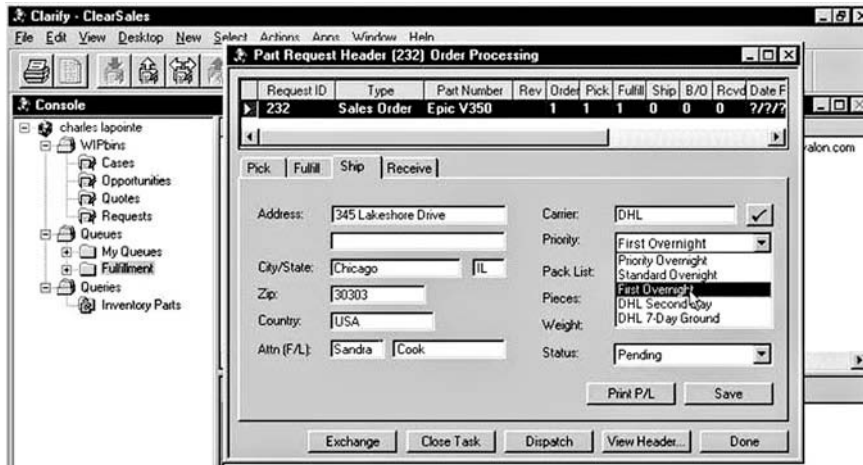 Clarify - ClearSales
File Edit View Desktop New Select Actions Apps Window Help
Part Request Header (232) Order Processing
Request ID Type Part Number Rev Order Pick Fulfill Ship B/O Rcvd Date F
232 Sales Order Epic V350 1 1 1 0 0 0 ?/?/?
Console
charles lapointe
WIPbins
Cases
Opportunities
Quotes
Requests
Queues
My Queues
Fulfillment
Queries
Inventory Parts
valon.com
Pick Fulfill Ship Receive
Address: 345 Lakeshore Drive
City/State: Chicago IL
Zip: 30303
Country: USA
Attn (F/L): Sandra Cook
Carrier: DHL
Priority: First Overnight
Priority Overnight
Standard Ovenight
First Overnight
DHL Second Day
DHL 7-Day Ground
Pack List:
Pieces:
Weight:
Status: Pending
Print P/L Save
Exchange Close Task Dispatch View Header... Done